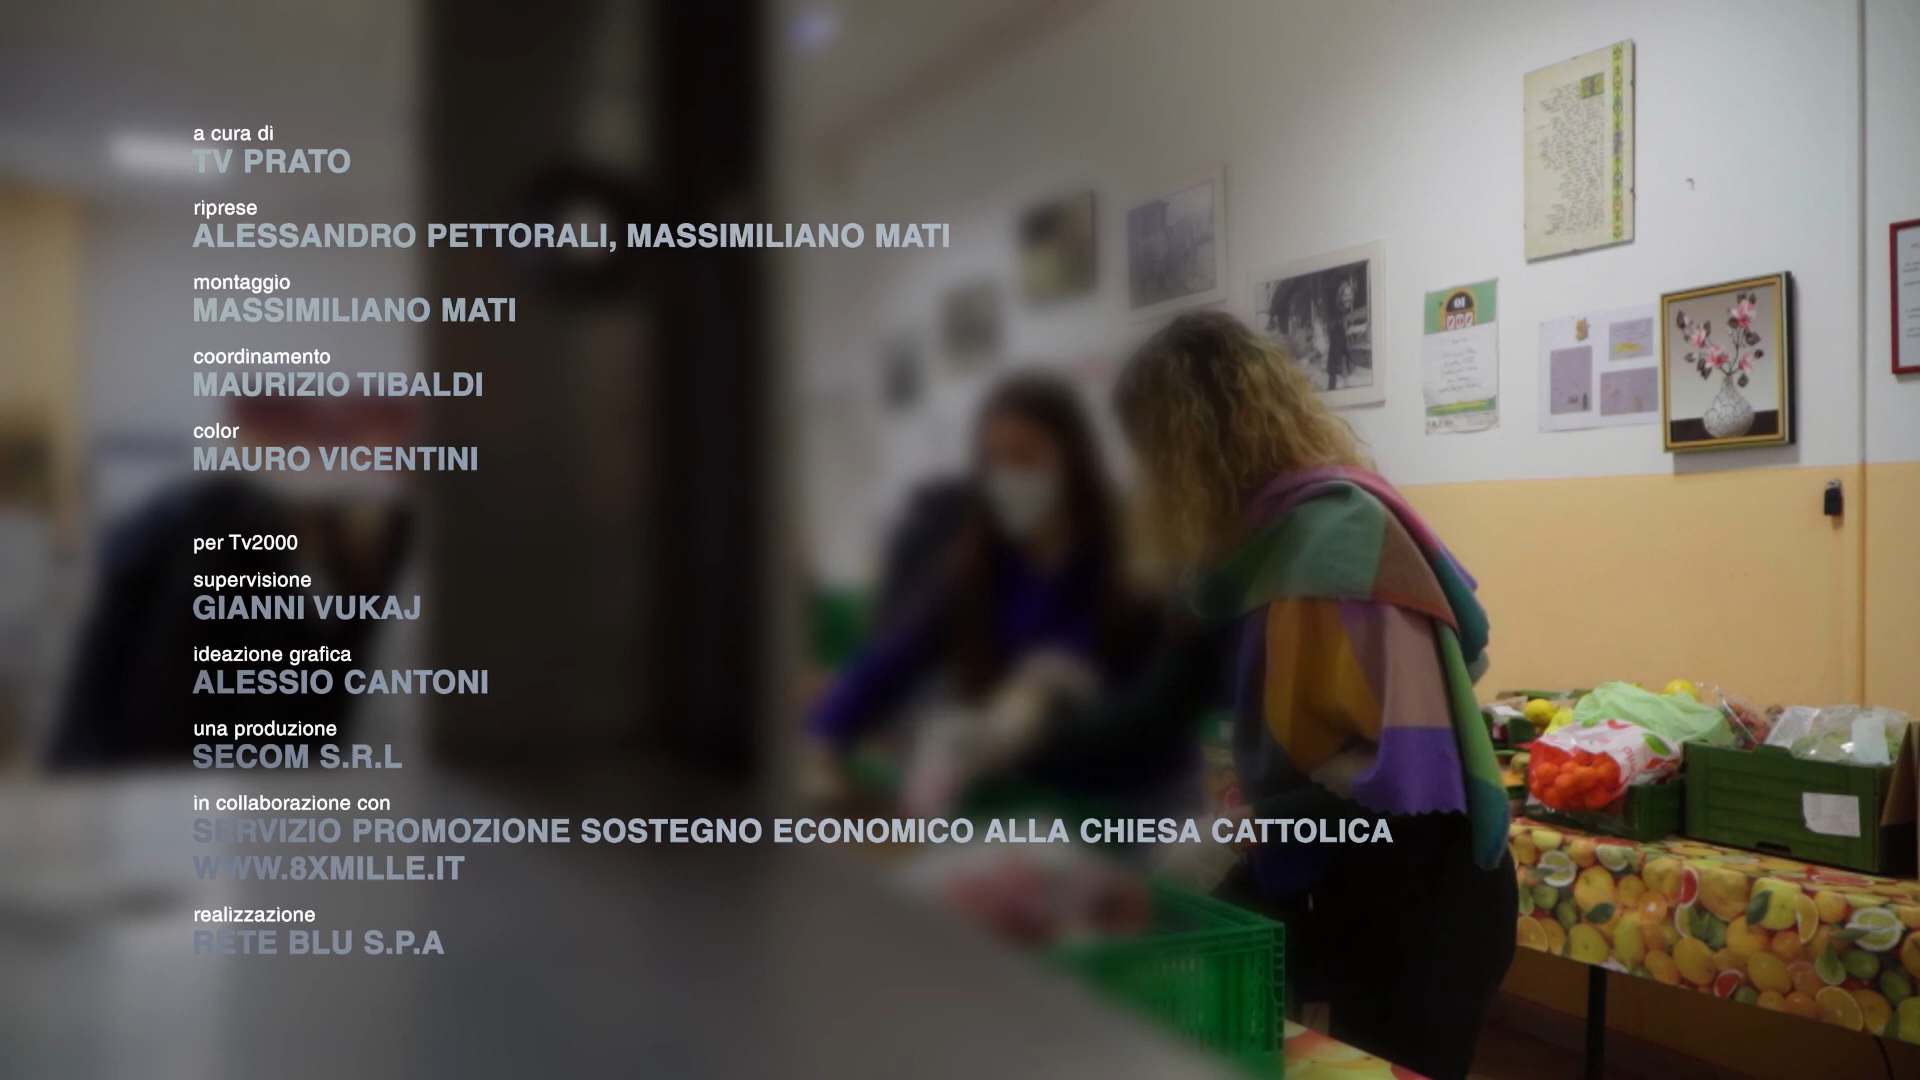 a cura di
TV PRATO
riprese
ALESSANDRO PETTORALI, MASSIMILIANO MATI
montaggio
MASSIMILIANO MATI
coordinamento
MAURIZIO TIBALDI
color
MAURO VICENTINI
per Tv2000
supervisione
GIANNI VUKAJ
ideazione grafica
ALESSIO CANTONI
una produzione
SECOM S.R.L
in collaborazione con
SERVIZIO PROMOZIONE SOSTEGNO ECONOMICO ALLA CHIESA CATTOLICA
WWW.8XMILLE.IT
realizzazione
RETE BLU S.P.A